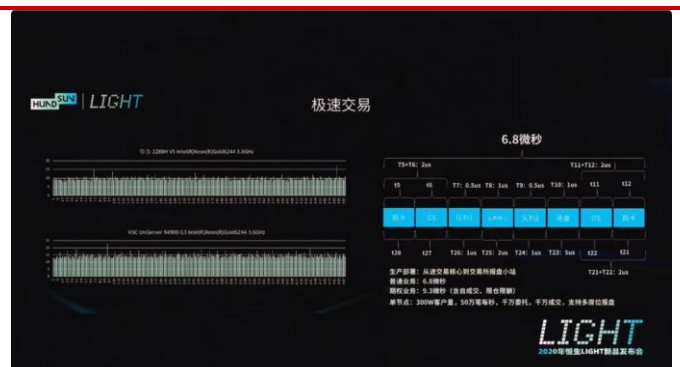 HUNDSUN | LIGHT
极速交易
华为 2288H V5 Intel(R)Xeon(R)Gold6244 3.6GHz
H3C UniServer R4900 G3 Intel(R)Xeon(R)Gold6244 3.6GHz
6.8微秒
T5+T6: 2us
T11+T12: 2us
t5 t6 T7: 0.5us T8: 1us T9: 0.5us T10: 1us t11 t12
网卡 OS 队列1 队列2 报盘 OS 网卡
t28 t27 T26: 1us T25: 2us T24: 1us T23: 5us t22 t21
T21+T22: 2us
生产部署：从进交易核心到交易所报盘小站
普通业务：6.8微秒
期权业务：9.3微秒（含自成交、限仓限额）
单节点：300W客户量，50万笔每秒，千万委托，千万成交，支持多席位报盘
LIGHT
2020年恒生LIGHT新品发布会